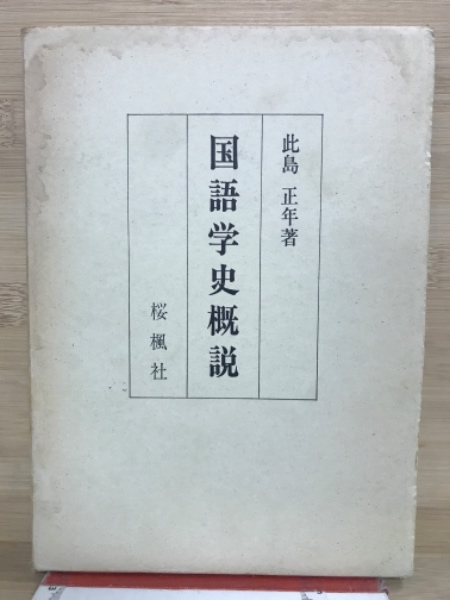 此島 正年著
国語学史概説
桜楓社